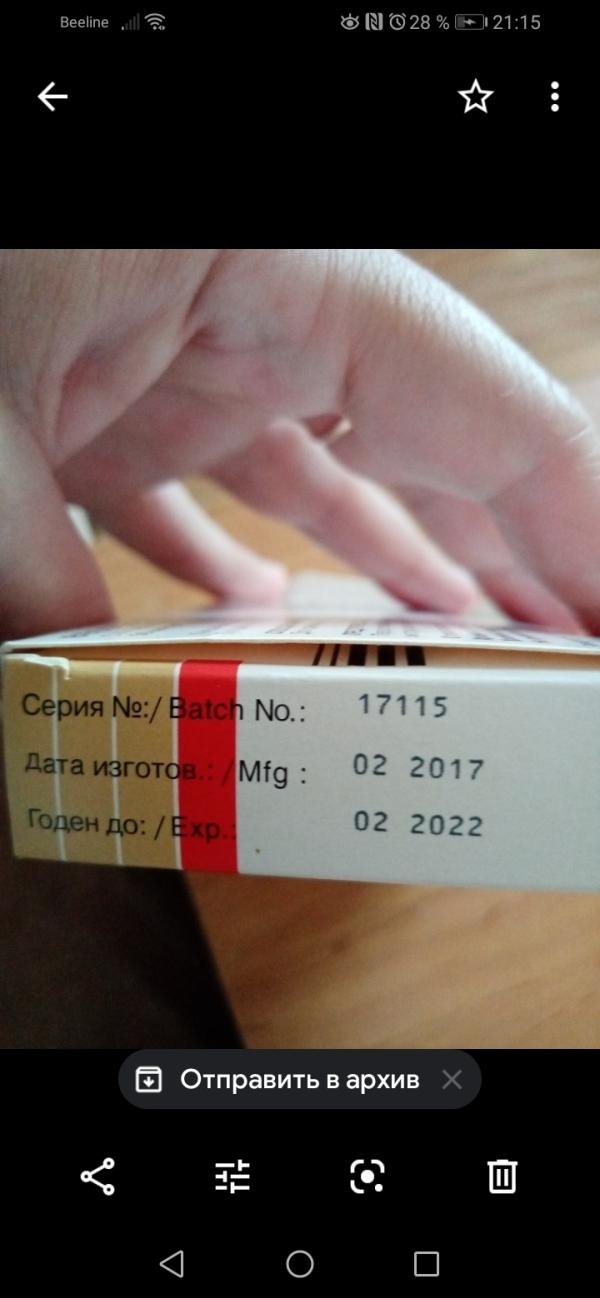 Beeline
28 % 21:15
Серия №:/ Batch No.: 17115
Дата изготов.: / Mfg : 02 2017
Годен до: / Exp.: 02 2022
Отправить в архив